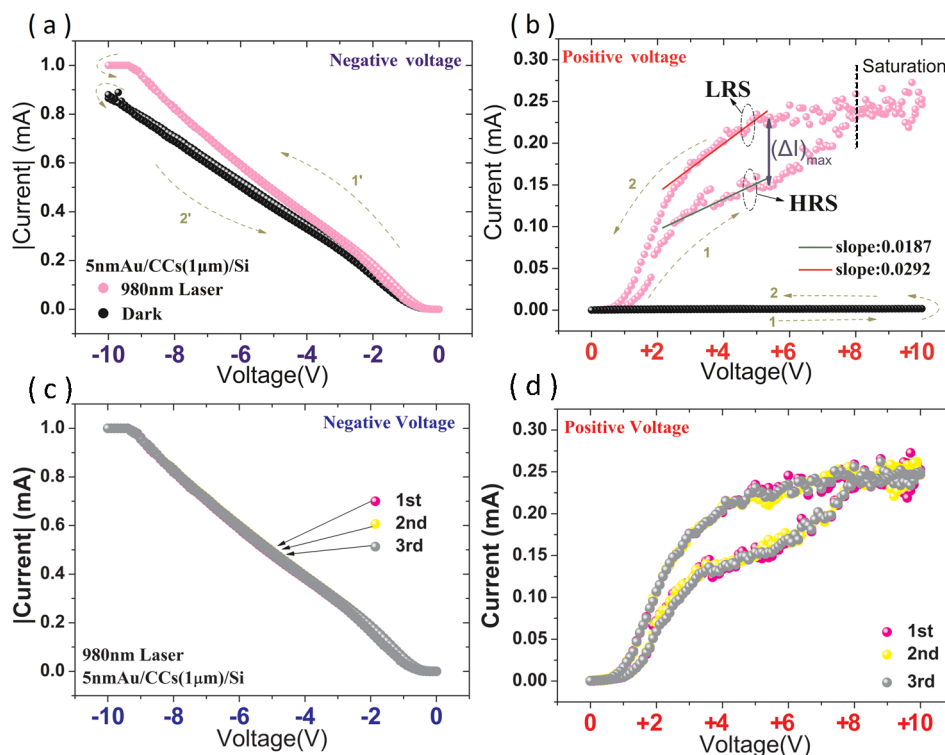 (a)
Negative voltage
1.0
0.8
0.6
0.4
0.2
0.0
|Current| (mA)
1'
2'
5nmAu/CCs(1μm)/Si
980nm Laser
Dark
-10
-8
-6
-4
-2
0
Voltage(V)
(b)
Positive voltage
Saturation
0.30
0.25
0.20
0.15
0.10
0.05
0.00
Current (mA)
LRS
(ΔI)max
HRS
2
1
slope:0.0187
slope:0.0292
2
1
0
+2
+4
+6
+8
+10
Voltage(V)
(c)
Negative Voltage
1.0
0.8
0.6
0.4
0.2
0.0
|Current| (mA)
1st
2nd
3rd
980nm Laser
5nmAu/CCs(1μm)/Si
-10
-8
-6
-4
-2
0
Voltage(V)
(d)
Positive Voltage
0.30
0.25
0.20
0.15
0.10
0.05
0.00
Current (mA)
1st
2nd
3rd
0
+2
+4
+6
+8
+10
Voltage(V)